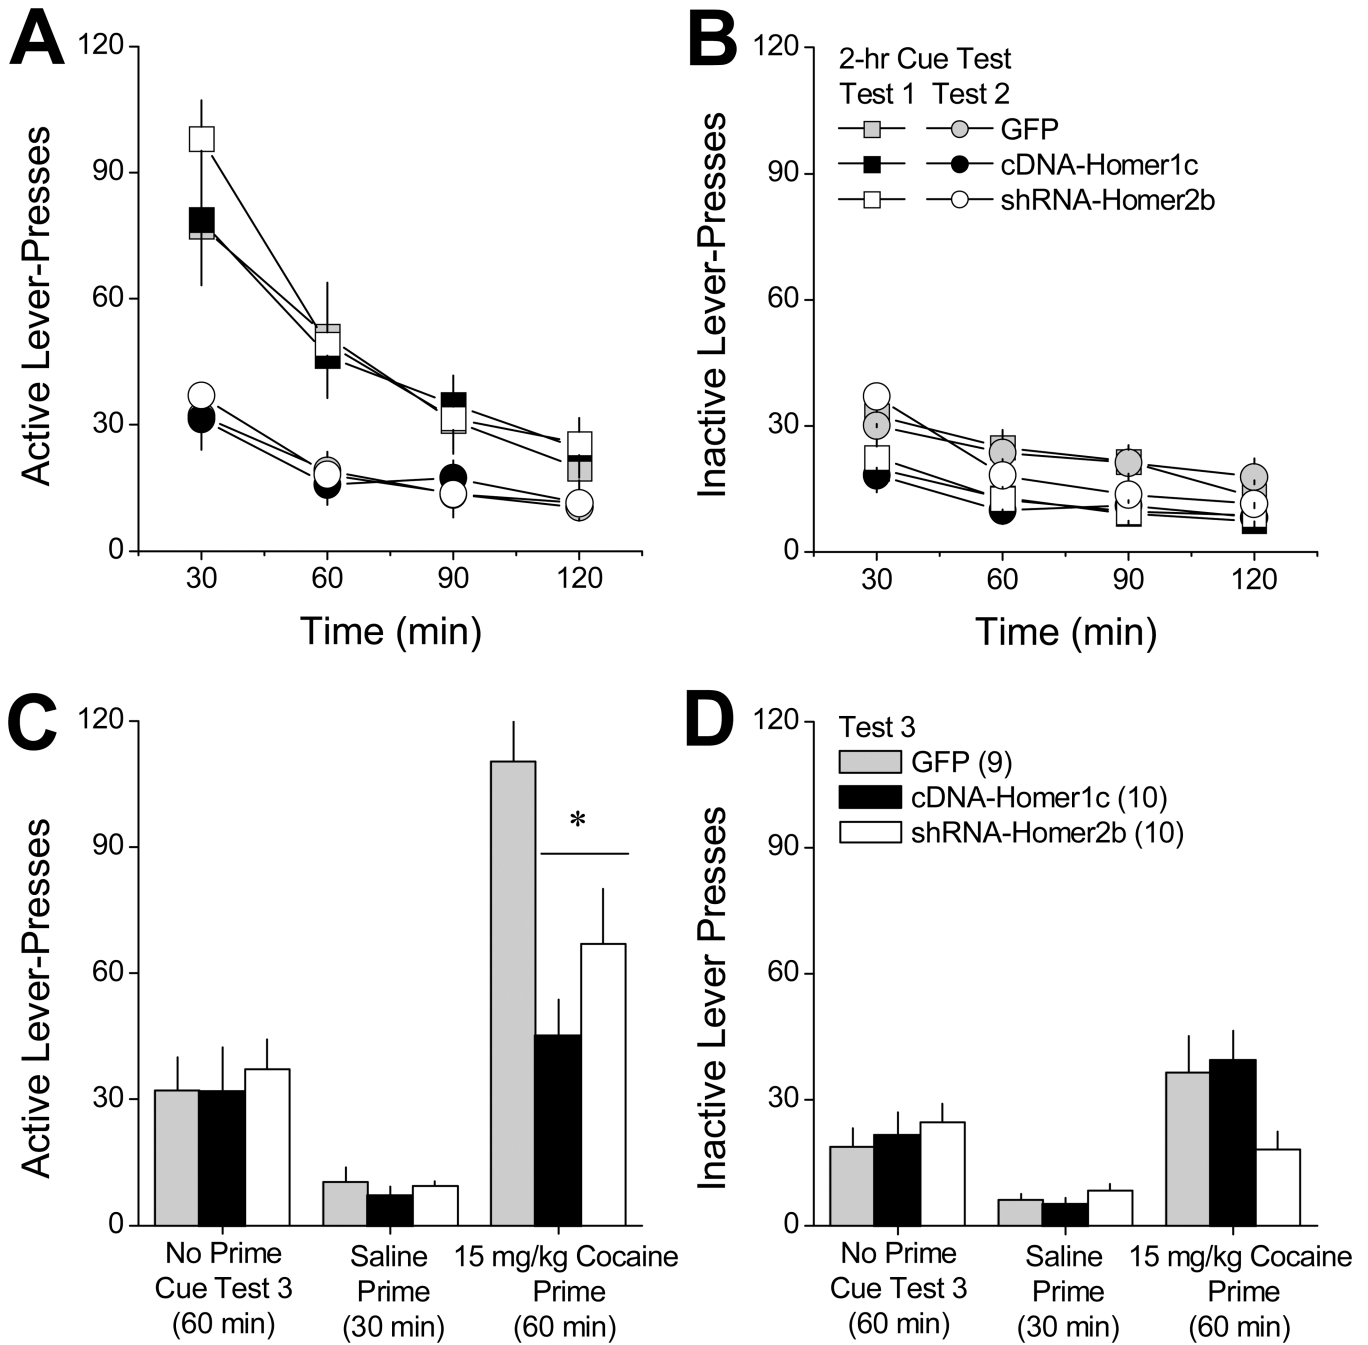 A
120
90
60
30
0
Active Lever-Presses
30 60 90 120
Time (min)
B
120
90
60
30
0
Inactive Lever-Presses
2-hr Cue Test
Test 1 Test 2
GFP
cDNA-Homer1c
shRNA-Homer2b
30 60 90 120
Time (min)
C
120
90
60
30
0
Active Lever-Presses
*
No Prime
Cue Test 3
(60 min)
Saline
Prime
(30 min)
15 mg/kg Cocaine
Prime
(60 min)
D
120
90
60
30
0
Inactive Lever Presses
Test 3
GFP (9)
cDNA-Homer1c (10)
shRNA-Homer2b (10)
No Prime
Cue Test 3
(60 min)
Saline
Prime
(30 min)
15 mg/kg Cocaine
Prime
(60 min)